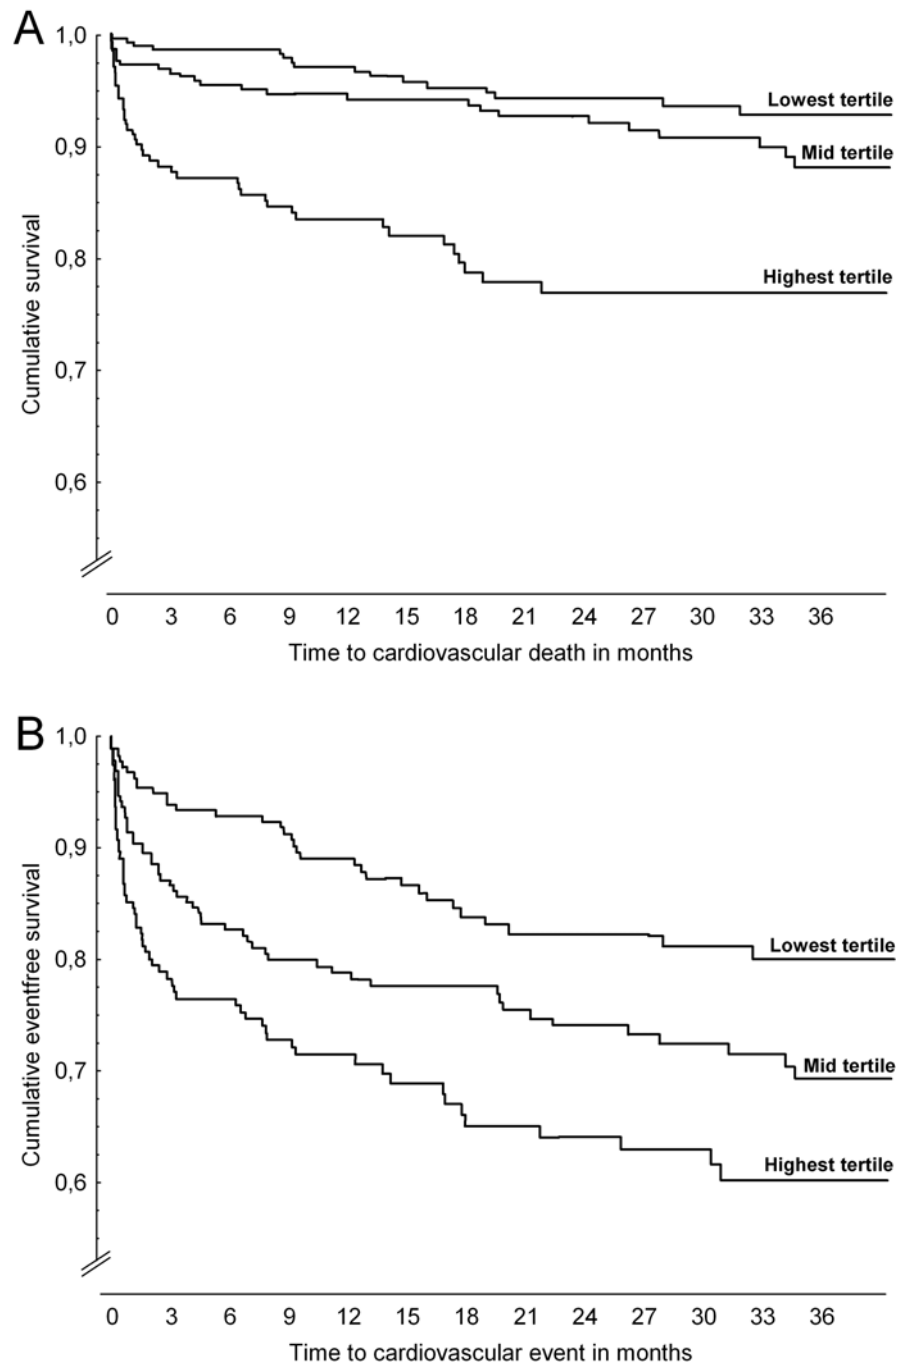 A
1,0
Lowest tertile
0,9
Mid tertile
0,8
Highest tertile
0,7
0,6
Cumulative survival
0 3 6 9 12 15 18 21 24 27 30 33 36
Time to cardiovascular death in months
B
1,0
0,9
Lowest tertile
0,8
0,7
Mid tertile
Highest tertile
0,6
Cumulative eventfree survival
0 3 6 9 12 15 18 21 24 27 30 33 36
Time to cardiovascular event in months